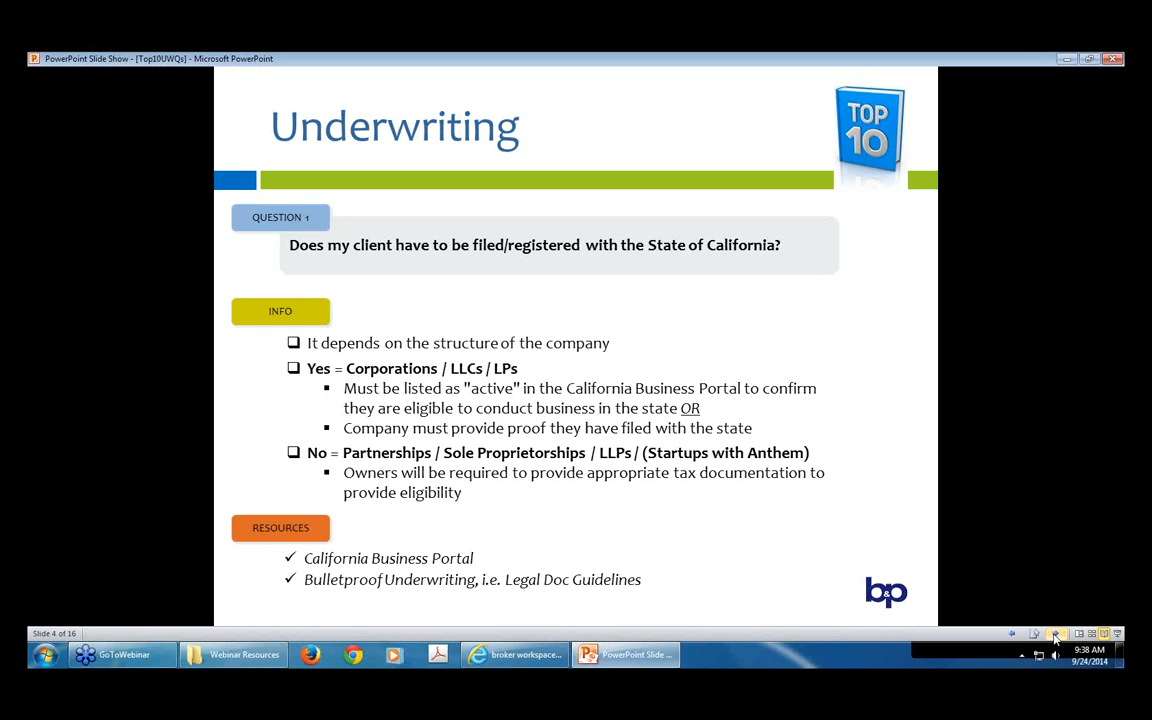 PowerPoint Slide Show - [Top10UWQs] - Microsoft PowerPoint
Underwriting
TOP
10
QUESTION 1
Does my client have to be filed/registered with the State of California?
INFO
It depends on the structure of the company
Yes = Corporations / LLCs / LPs
Must be listed as "active" in the California Business Portal to confirm
they are eligible to conduct business in the state OR
Company must provide proof they have filed with the state
No = Partnerships / Sole Proprietorships / LLPs / (Startups with Anthem)
Owners will be required to provide appropriate tax documentation to
provide eligibility
RESOURCES
California Business Portal
Bulletproof Underwriting, i.e. Legal Doc Guidelines
b&p
Slide 4 of 16
GoToWebinar
Webinar Resources
broker workspace...
PowerPoint Slide ...
9:38 AM
9/24/2014